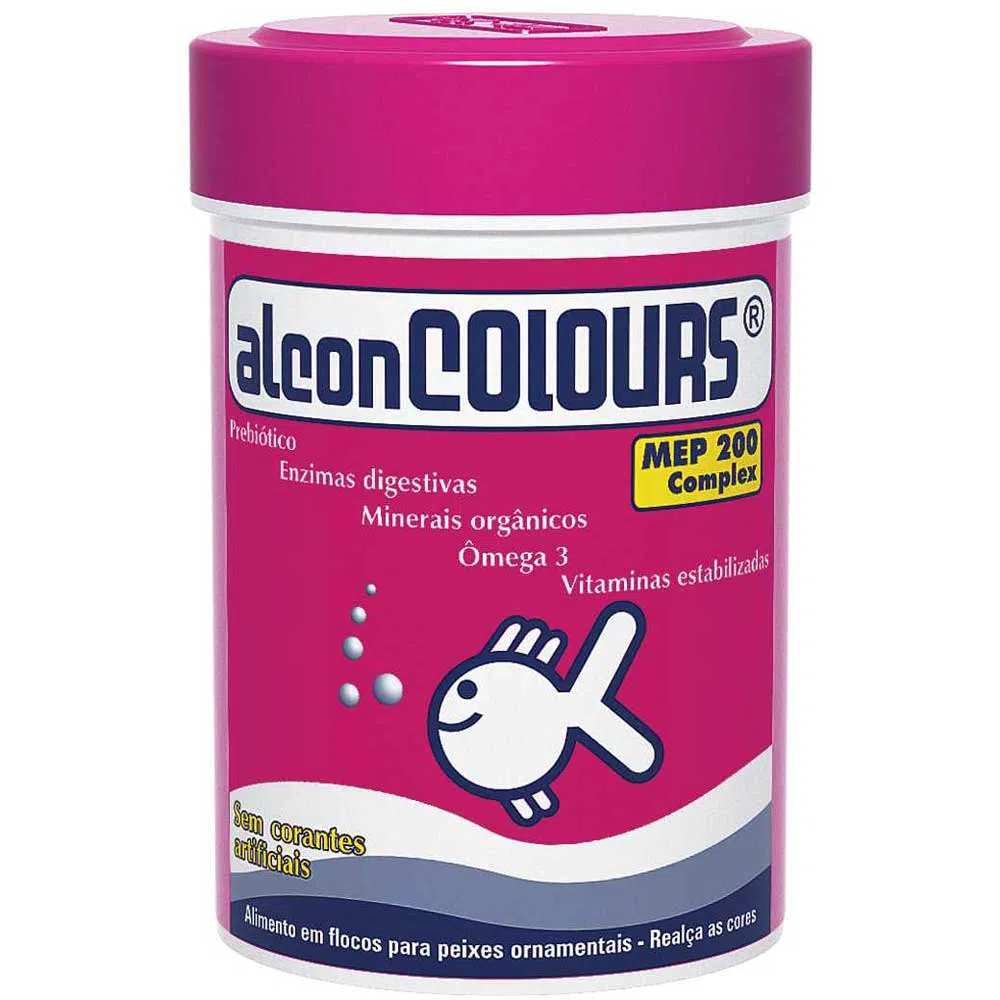 alconCOLOURS®
MEP 200
Complex
Prebiótico
Enzimas digestivas
Minerais orgânicos
Ômega 3
Vitaminas estabilizadas
Sem corantes
artificiais
Alimento em flocos para peixes ornamentais - Realça as cores